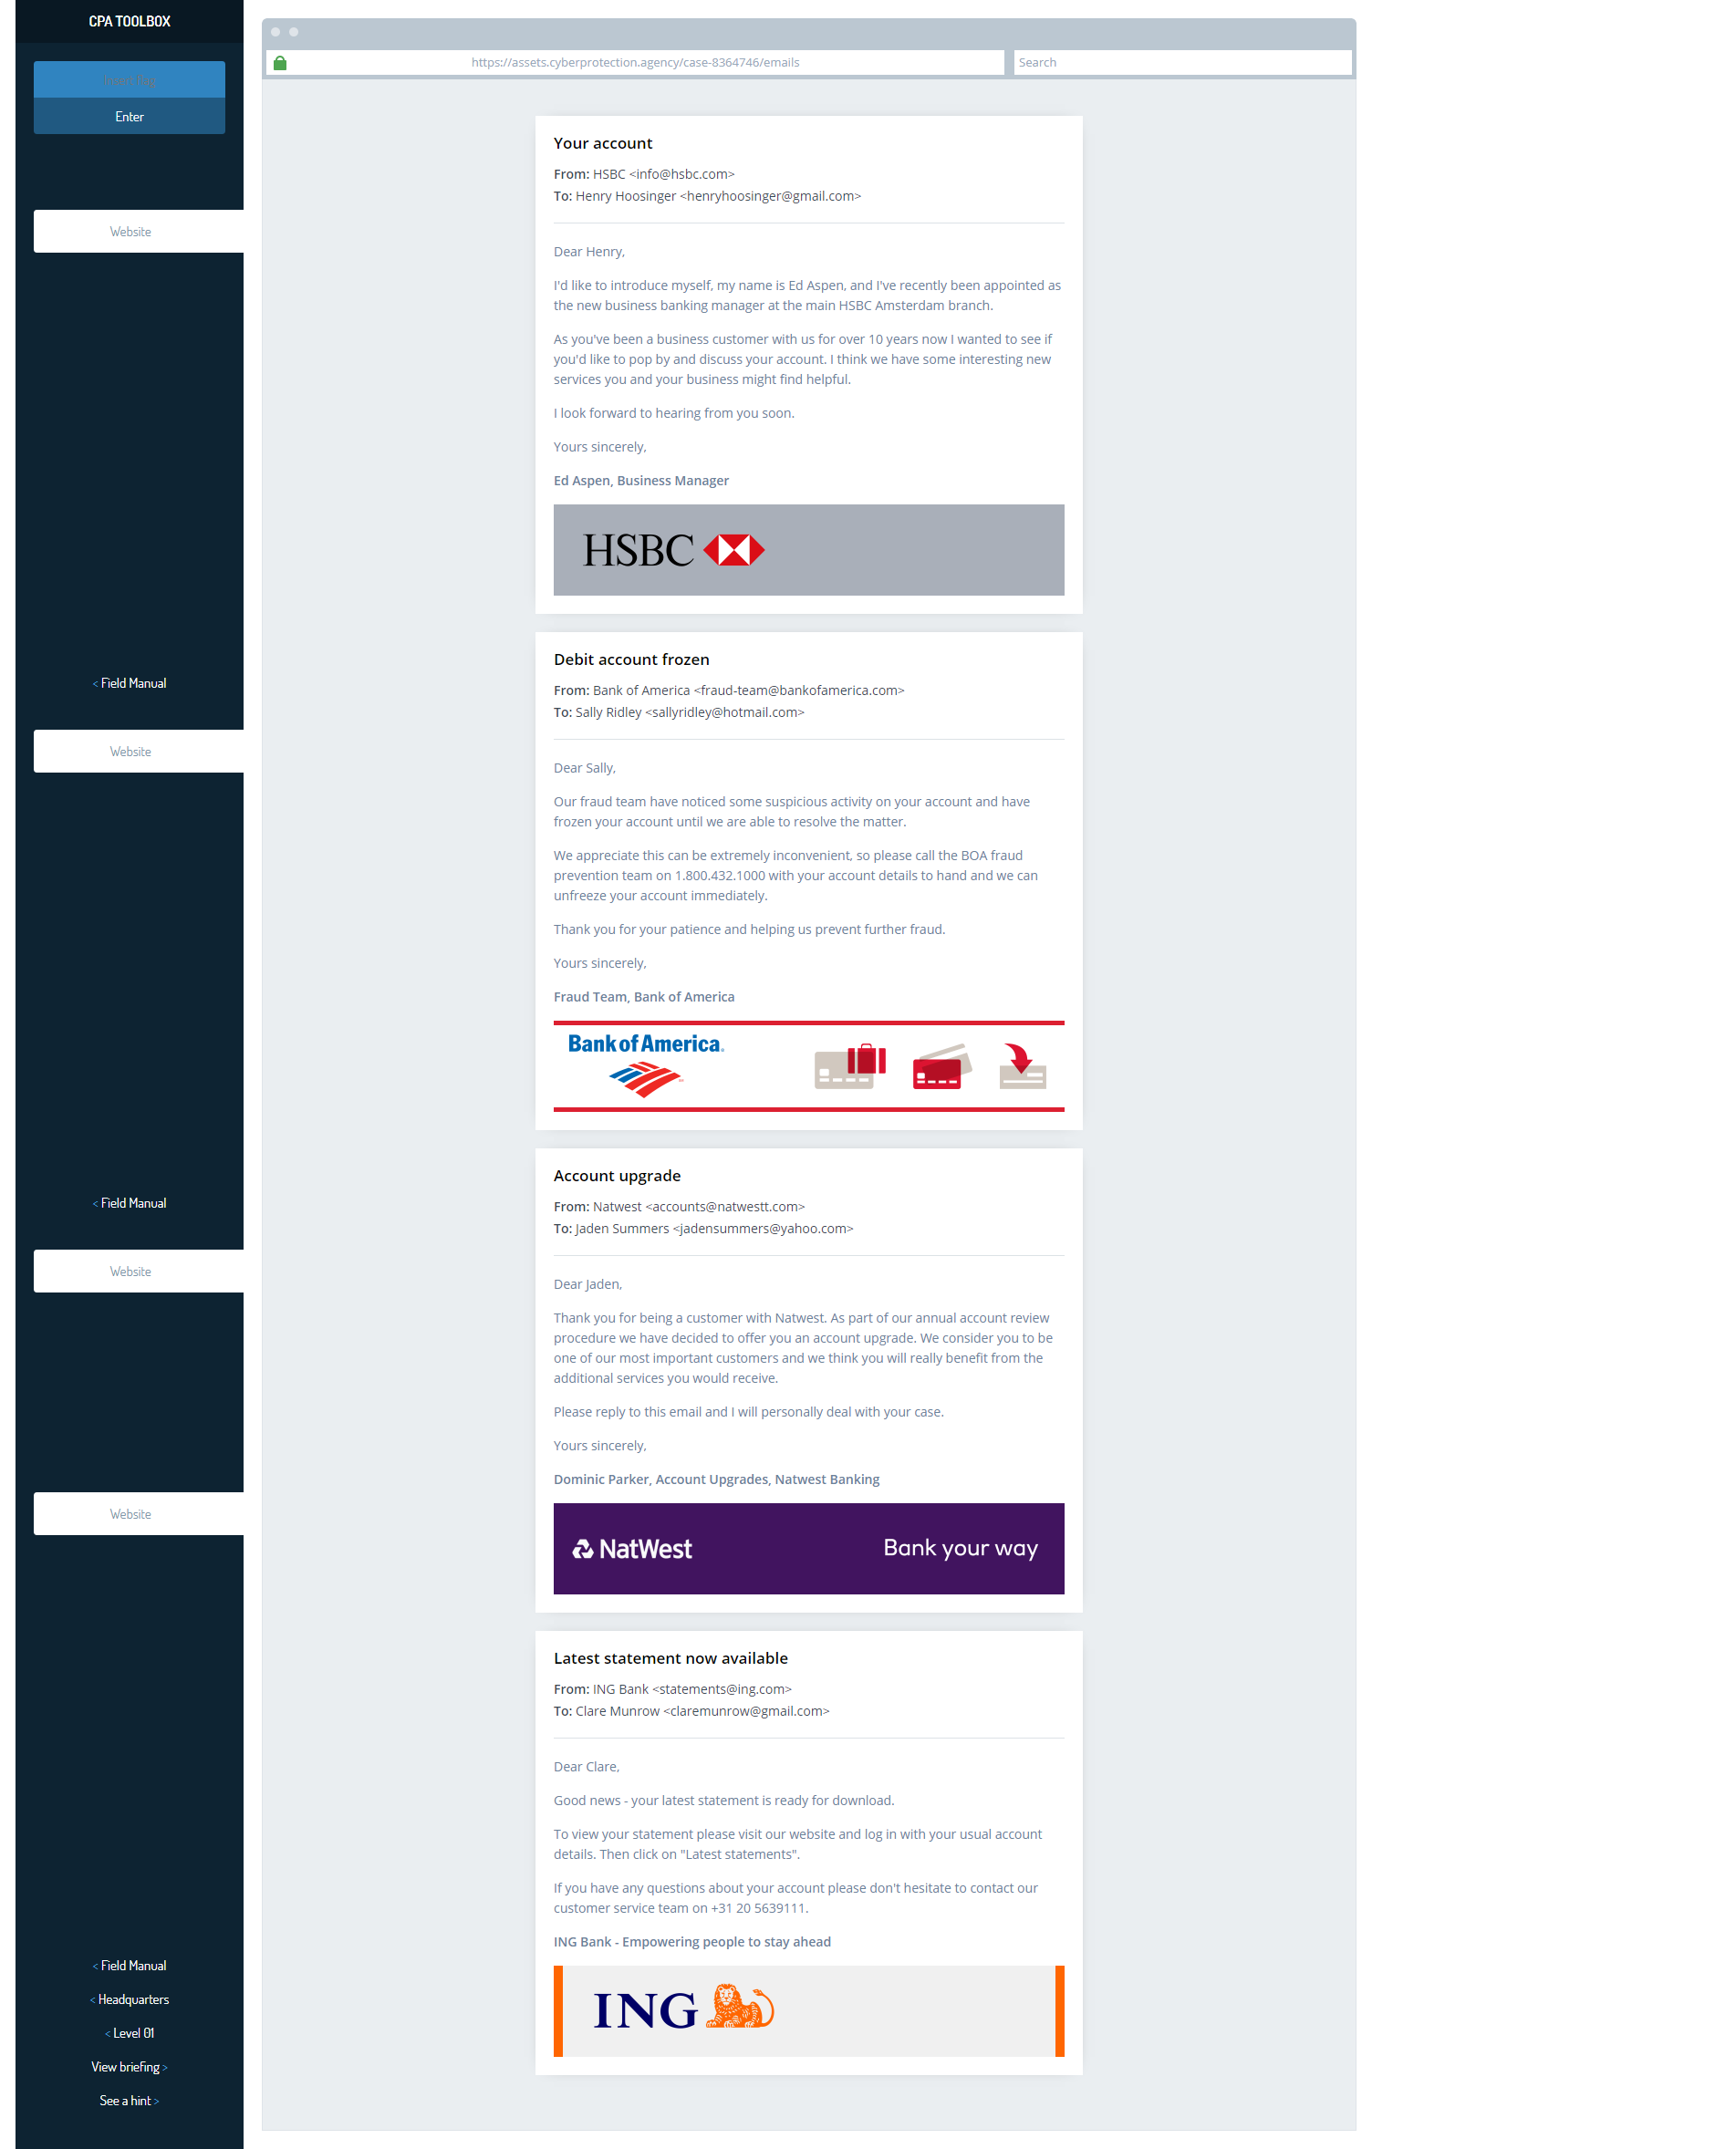 CPA TOOLBOX
Insert flag
Enter
Website
< Field Manual
Website
< Field Manual
Website
Website
< Field Manual
< Headquarters
< Level 01
View briefing >
See a hint >
https://assets.cyberprotection.agency/case-8364746/emails
Search
Your account
From: HSBC <info@hsbc.com>
To: Henry Hoosinger <henryhoosinger@gmail.com>
Dear Henry,
I'd like to introduce myself, my name is Ed Aspen, and I've recently been appointed as
the new business banking manager at the main HSBC Amsterdam branch.
As you've been a business customer with us for over 10 years now I wanted to see if
you'd like to pop by and discuss your account. I think we have some interesting new
services you and your business might find helpful.
I look forward to hearing from you soon.
Yours sincerely,
Ed Aspen, Business Manager
HSBC
Debit account frozen
From: Bank of America <fraud-team@bankofamerica.com>
To: Sally Ridley <sallyridley@hotmail.com>
Dear Sally,
Our fraud team have noticed some suspicious activity on your account and have
frozen your account until we are able to resolve the matter.
We appreciate this can be extremely inconvenient, so please call the BOA fraud
prevention team on 1.800.432.1000 with your account details to hand and we can
unfreeze your account immediately.
Thank you for your patience and helping us prevent further fraud.
Yours sincerely,
Fraud Team, Bank of America
Bank of America.
Account upgrade
From: Natwest <accounts@natwestt.com>
To: Jaden Summers <jadensummers@yahoo.com>
Dear Jaden,
Thank you for being a customer with Natwest. As part of our annual account review
procedure we have decided to offer you an account upgrade. We consider you to be
one of our most important customers and we think you will really benefit from the
additional services you would receive.
Please reply to this email and I will personally deal with your case.
Yours sincerely,
Dominic Parker, Account Upgrades, Natwest Banking
NatWest
Bank your way
Latest statement now available
From: ING Bank <statements@ing.com>
To: Clare Munrow <claremunrow@gmail.com>
Dear Clare,
Good news - your latest statement is ready for download.
To view your statement please visit our website and log in with your usual account
details. Then click on "Latest statements".
If you have any questions about your account please don't hesitate to contact our
customer service team on +31 20 5639111.
ING Bank - Empowering people to stay ahead
ING